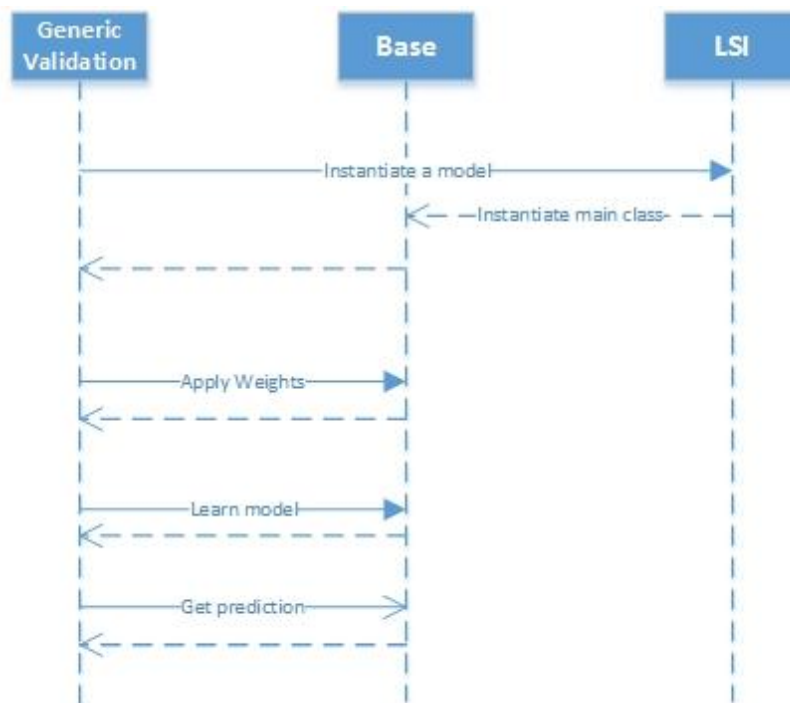 Generic
Validation
Base
LSI
Instantiate a model
Instantiate main class
Apply Weights
Learn model
Get prediction